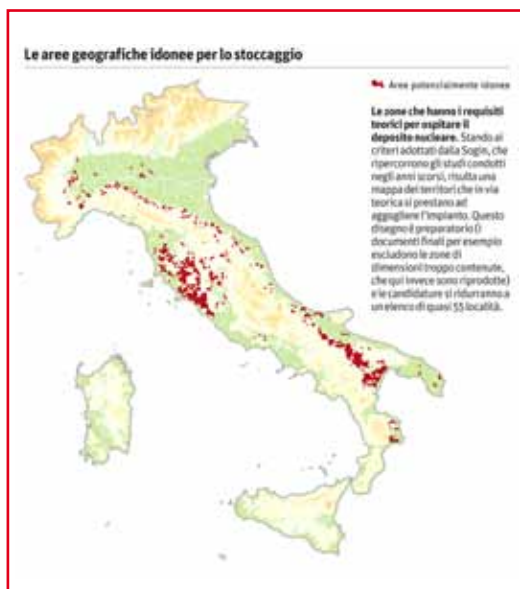 Le aree geografiche idonee per lo stoccaggio
Aree potenzialmente idonee
Le zone che hanno i requisiti
teorici per ospitare il
deposito nucleare. Stando ai
criteri adottati dalla Sogin, che
ripercorrono gli studi condotti
negli anni scorsi, risulta una
mappa dei territori che in via
teorica si prestano ad
accogliere l'impianto. Questo
disegno è preparatorio (i
documenti finali per esempio
escludono le zone di
dimensioni troppo contenute,
che qui invece sono riprodotte)
e le candidature si ridurranno a
un elenco di quasi 55 località.